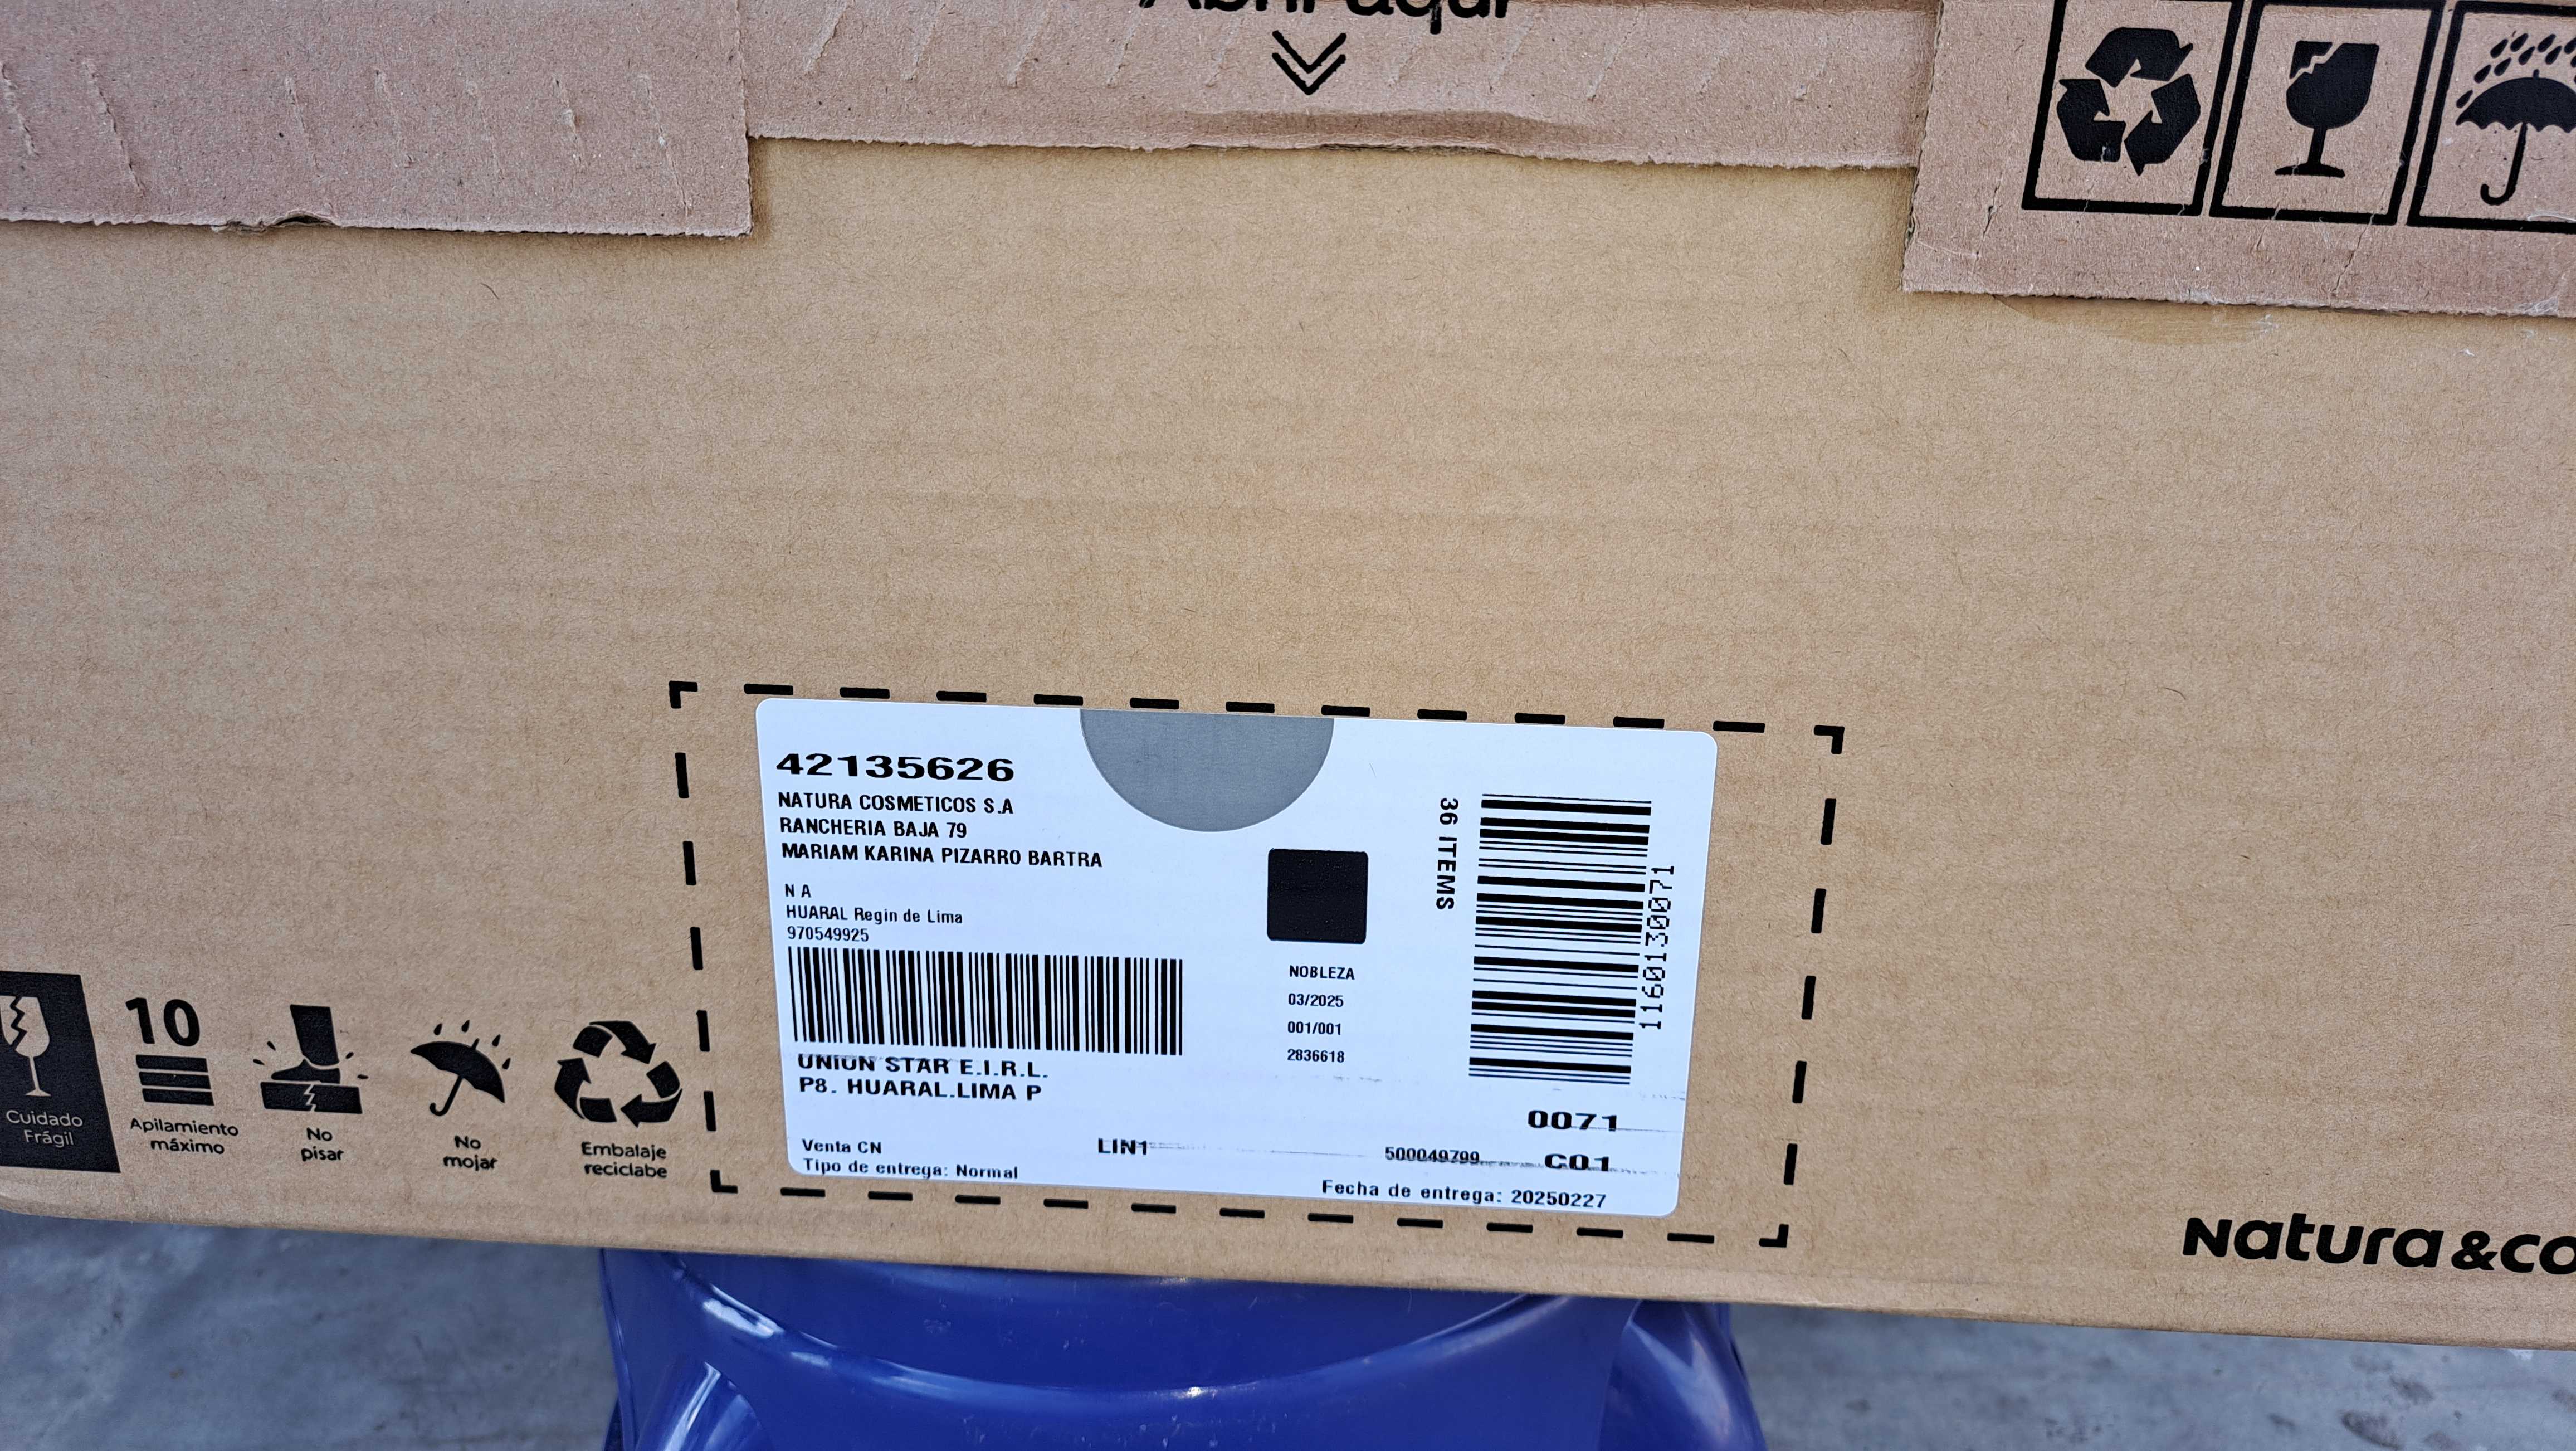 Abrir aquí
42135626
NATURA COSMETICOS S.A
RANCHERIA BAJA 79
MARIAM KARINA PIZARRO BARTRA
N A
HUARAL Regin de Lima
970549925
UNION STAR E.I.R.L.
P8. HUARAL.LIMA P
Venta CN
Tipo de entrega: Normal
LIN1
NOBLEZA
03/2025
001/001
2836618
36 ITEMS
1160130071
0071
500049799
C01
Fecha de entrega: 20250227
Cuidado
Frágil
10
Apilamiento
máximo
No
pisar
No
mojar
Embalaje
reciclabe
Natura &co